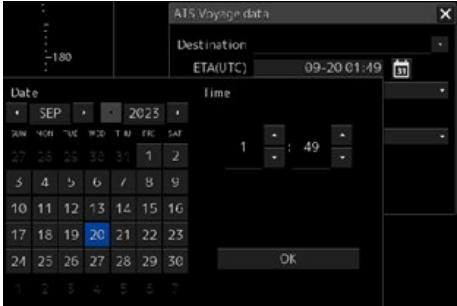 AIS Voyage data
180
Destination
ETA(UTC) 09-20 01:49 31
Date Time
SEP 2023
SUN MON TUE WED THU FRI SAT
27 28 29 30 31 1 2
3 4 5 6 7 8 9
1 : 49
10 11 12 13 14 15 16
17 18 19 20 21 22 23
24 25 26 27 28 29 30
OK
1 2 3 4 5 6 7